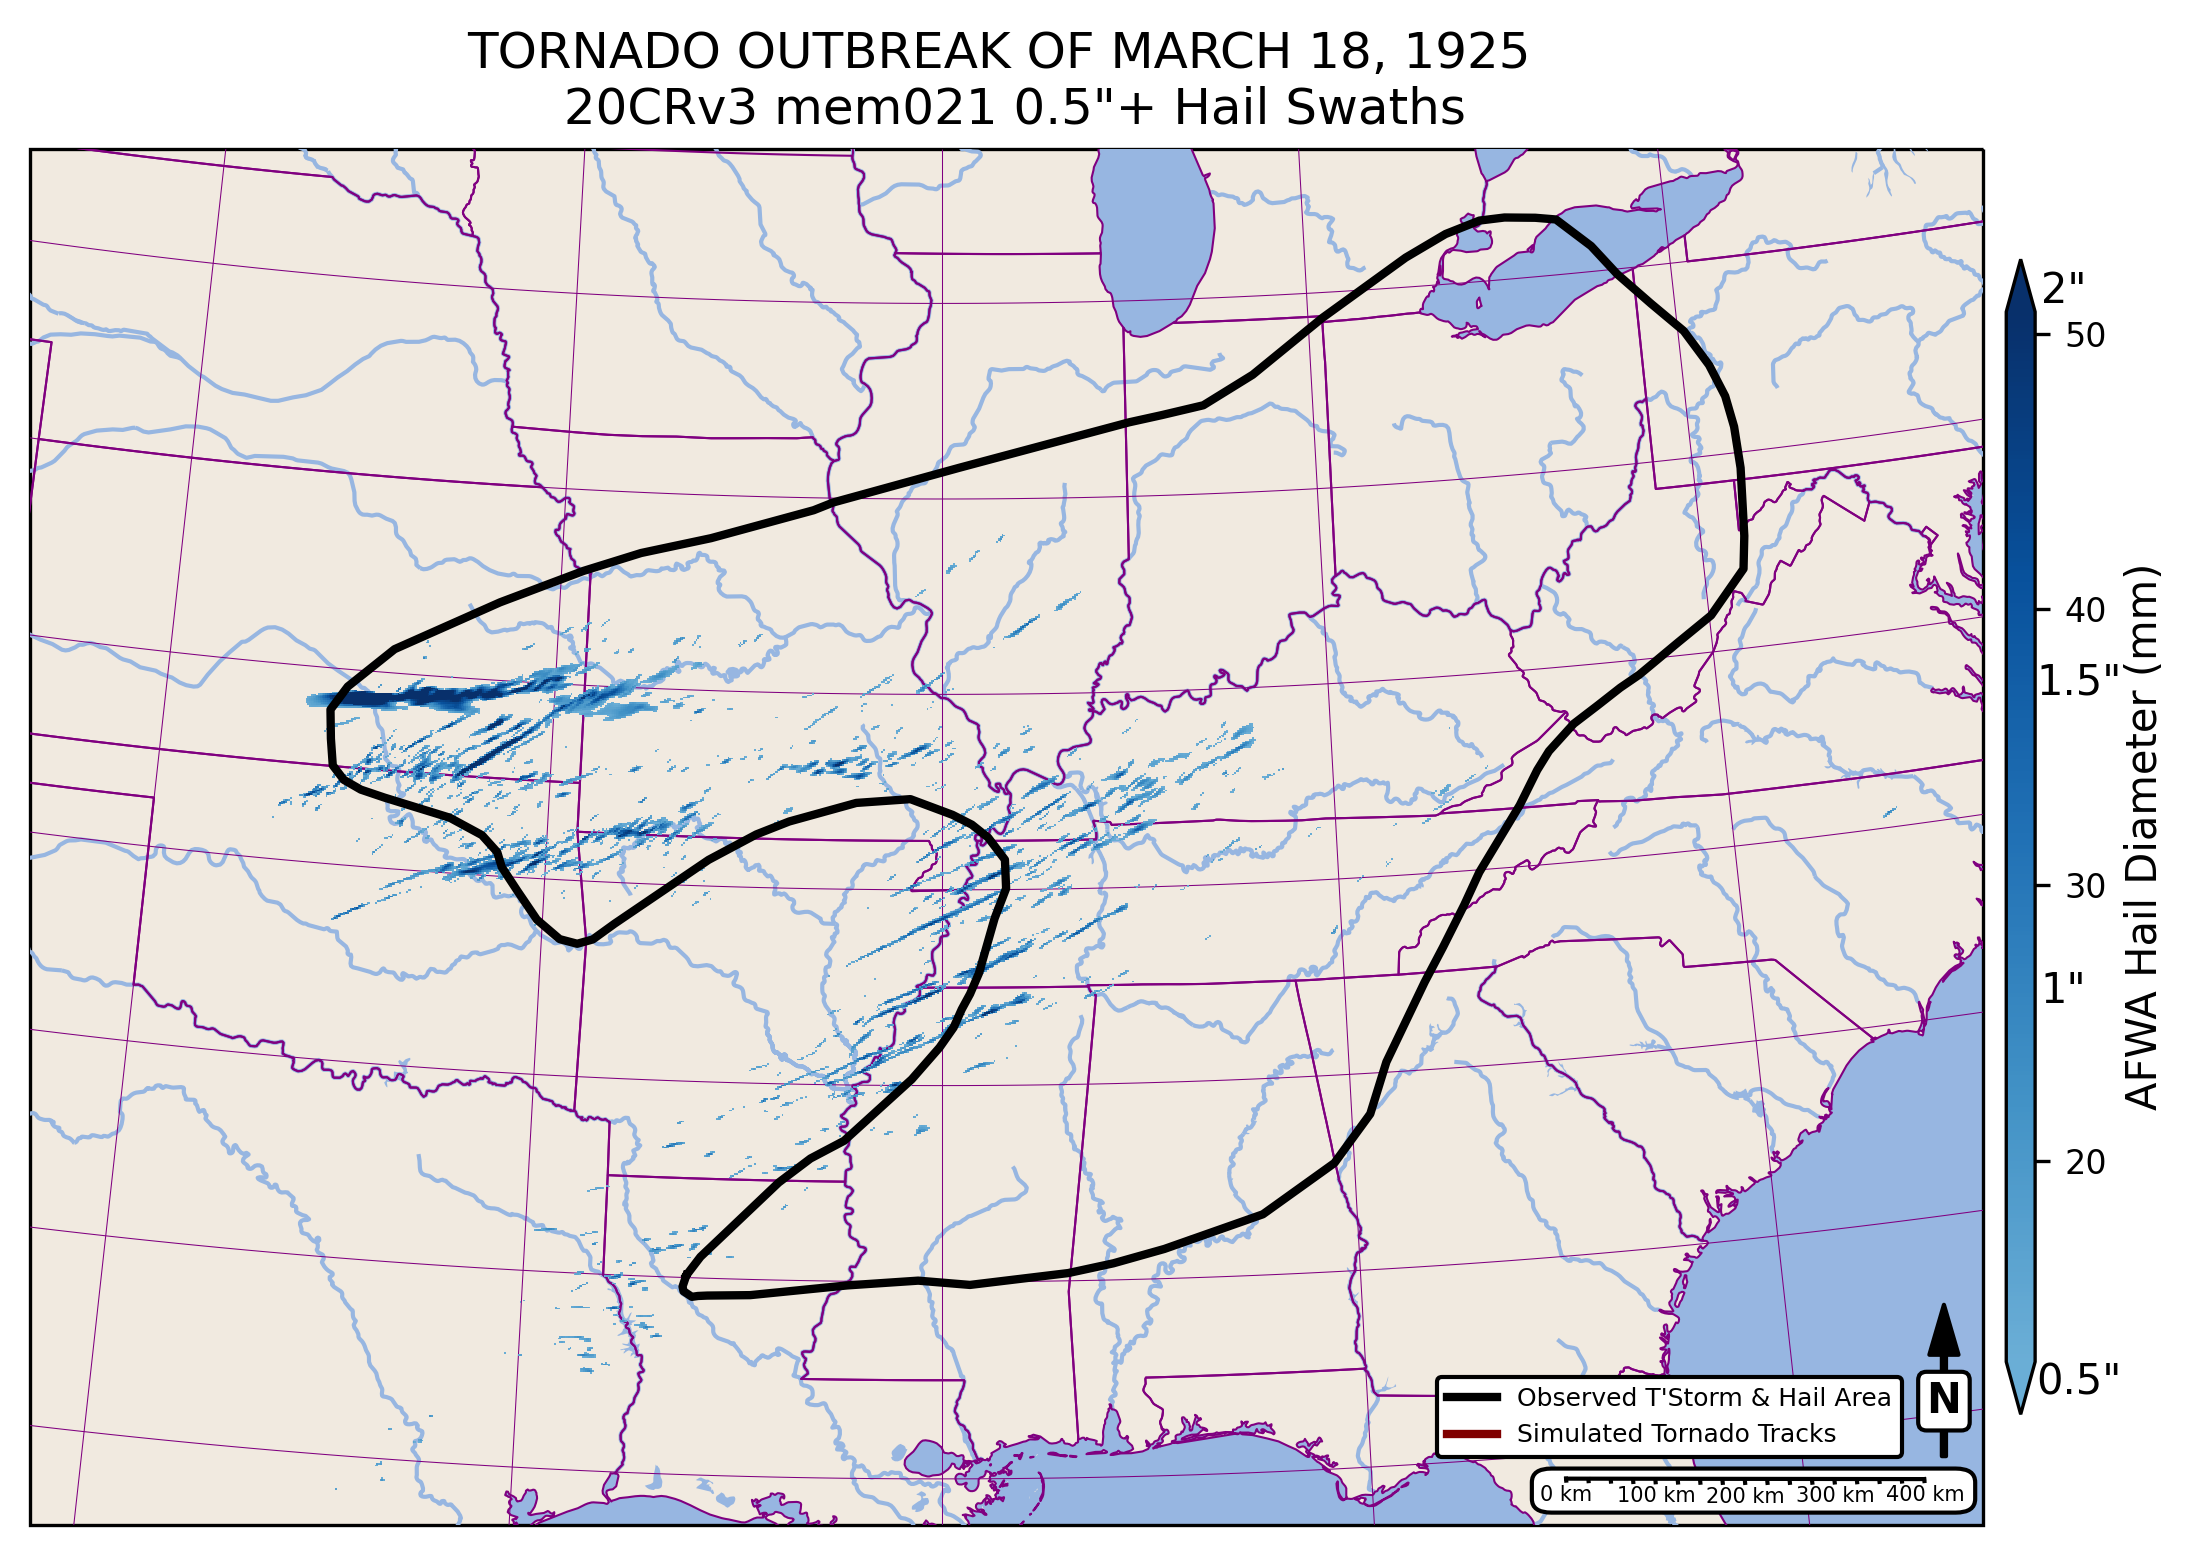 TORNADO OUTBREAK OF MARCH 18, 1925
20CRv3 mem021 0.5"+ Hail Swaths
2"
50
40
1.5"
30
1"
20
0.5"
AFWA Hail Diameter (mm)
Observed T'Storm & Hail Area
Simulated Tornado Tracks
N
0 km 100 km 200 km 300 km 400 km